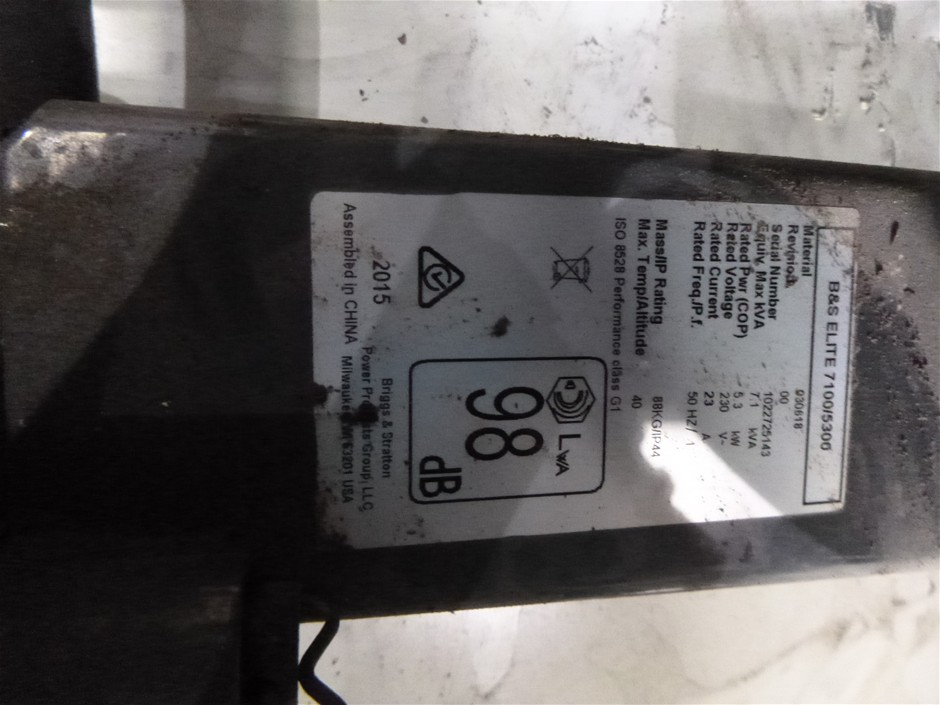 B&S ELITE 7100/5300
Material 030618
Revision 00
Serial Number 1022725143
Equiv. Max kVA 7.1 kVA
Rated Pwr (COP) 5.3 kW
Rated Voltage 230 V~
Rated Current 23 A
Rated Freq./P.f. 50 HZ/ 1
Mass/IP Rating 88KG/IP44
Max. Temp/Altitude 40
ISO 8528 Performance class G1
LWA
98
dB
2015
Assembled in CHINA
Briggs & Stratton
Power Products Group, LLC
Milwaukee, WI 53201 USA